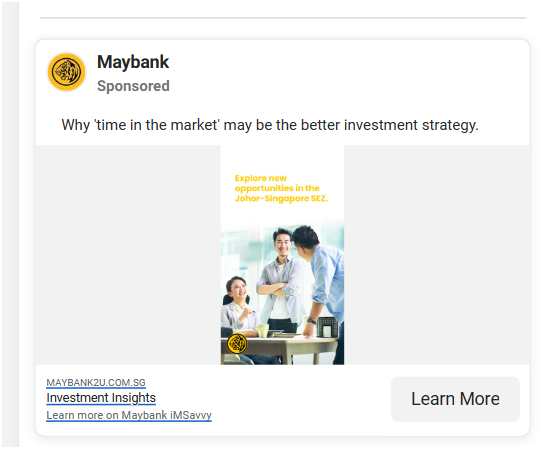 Maybank
Sponsored
Why 'time in the market' may be the better investment strategy.
Explore new
opportunities in the
Johor-Singapore SEZ.
MAYBANK2U.COM.SG
Investment Insights
Learn more on Maybank iMSavvy
Learn More